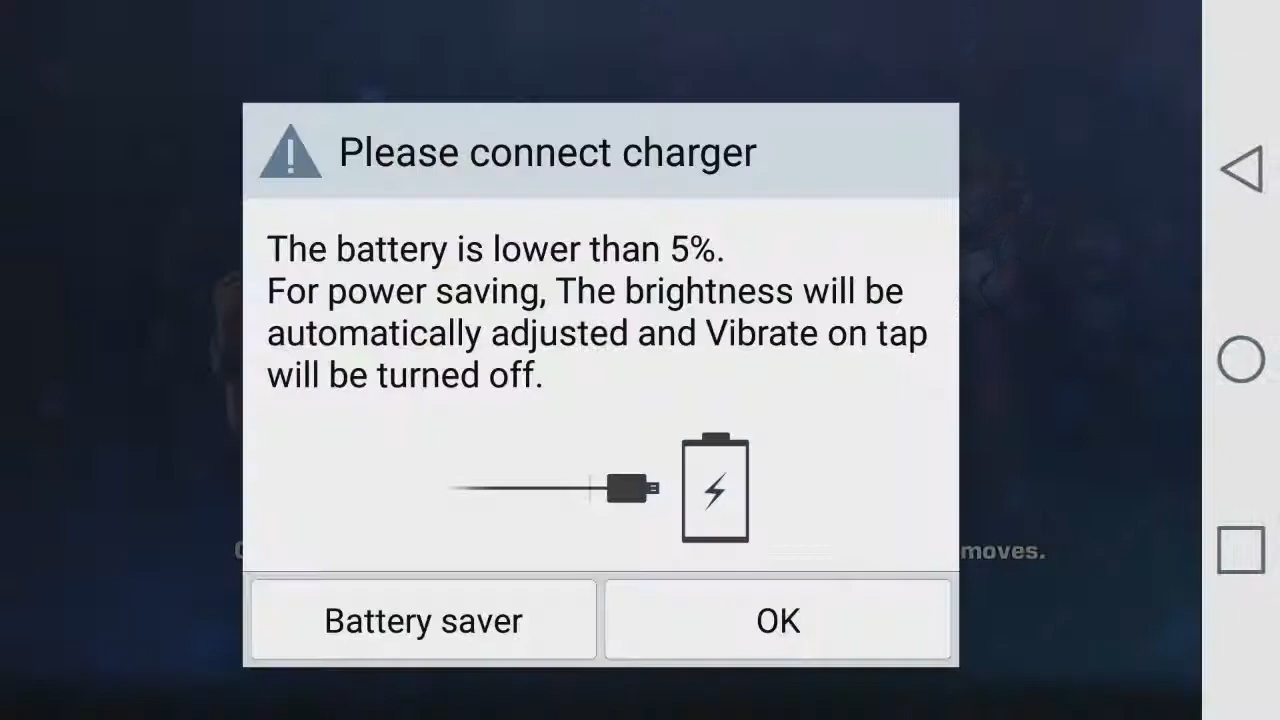 Please connect charger
The battery is lower than 5%.
For power saving, The brightness will be
automatically adjusted and Vibrate on tap
will be turned off.
moves.
Battery saver
OK